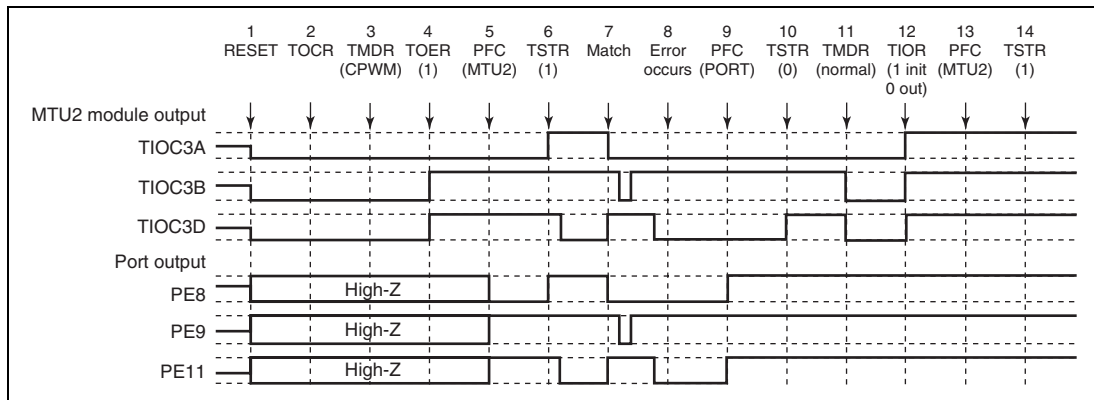 1 2 3 4 5 6 7 8 9 10 11 12 13 14
RESET TOCR TMDR TOER PFC TSTR Match Error PFC TSTR TMDR TIOR PFC TSTR
(CPWM) (1) (MTU2) (1) occurs (PORT) (0) (normal) (1 init (MTU2) (1)
0 out)
MTU2 module output
TIOC3A
TIOC3B
TIOC3D
Port output
PE8 High-Z
PE9 High-Z
PE11 High-Z